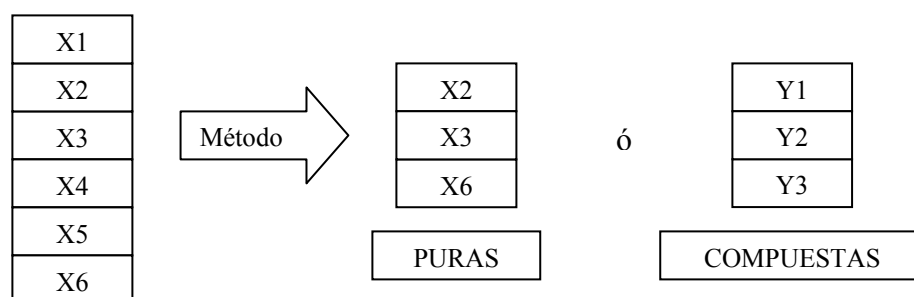 X1
X2
X3
X4
X5
X6
Método
X2
X3
X6
PURAS
ó
Y1
Y2
Y3
COMPUESTAS